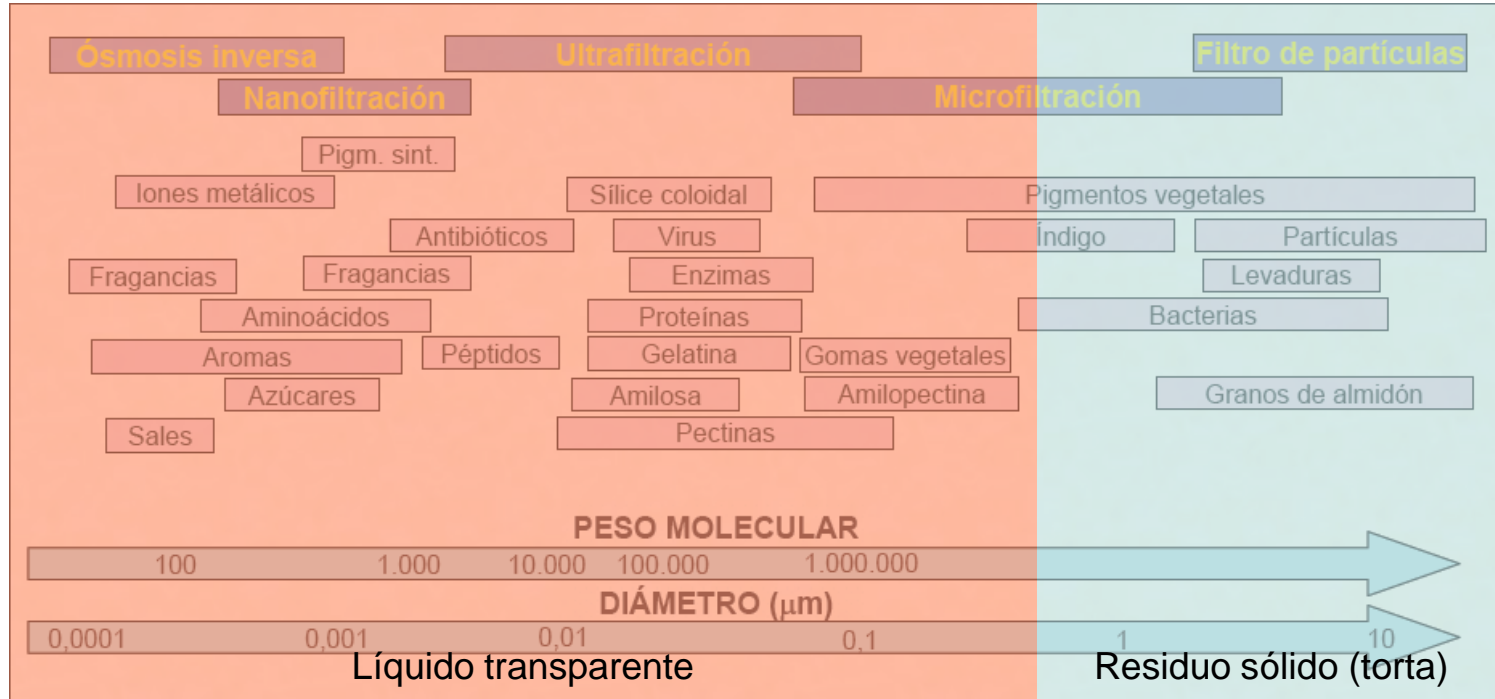 Ósmosis inversa
Ultrafiltración
Filtro de partículas
Nanofiltración
Microfiltración
Pigm. sint.
Iones metálicos
Sílice coloidal
Pigmentos vegetales
Antibióticos
Virus
Índigo
Partículas
Fragancias
Fragancias
Enzimas
Levaduras
Aminoácidos
Proteínas
Bacterias
Aromas
Péptidos
Gelatina
Gomas vegetales
Azúcares
Amilosa
Amilopectina
Granos de almidón
Sales
Pectinas
PESO MOLECULAR
100 1.000 10.000 100.000 1.000.000
DIÁMETRO (μm)
0,0001 0,001 0,01 0,1 1 10
Líquido transparente
Residuo sólido (torta)